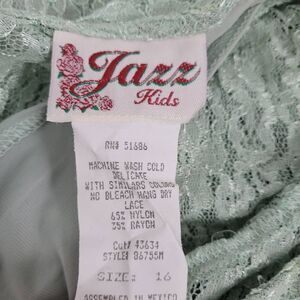 Jazz
Kids
RN# 51686
MACHINE WASH COLD
DELICATE
WITH SIMILARS COLORS
NO BLEACH HANG DRY
LACE
65% NYLON
35% RAYON
Cut# 43634
STYLE# 86755M
SIZE: 16
ASSEMBLED IN MEXICO